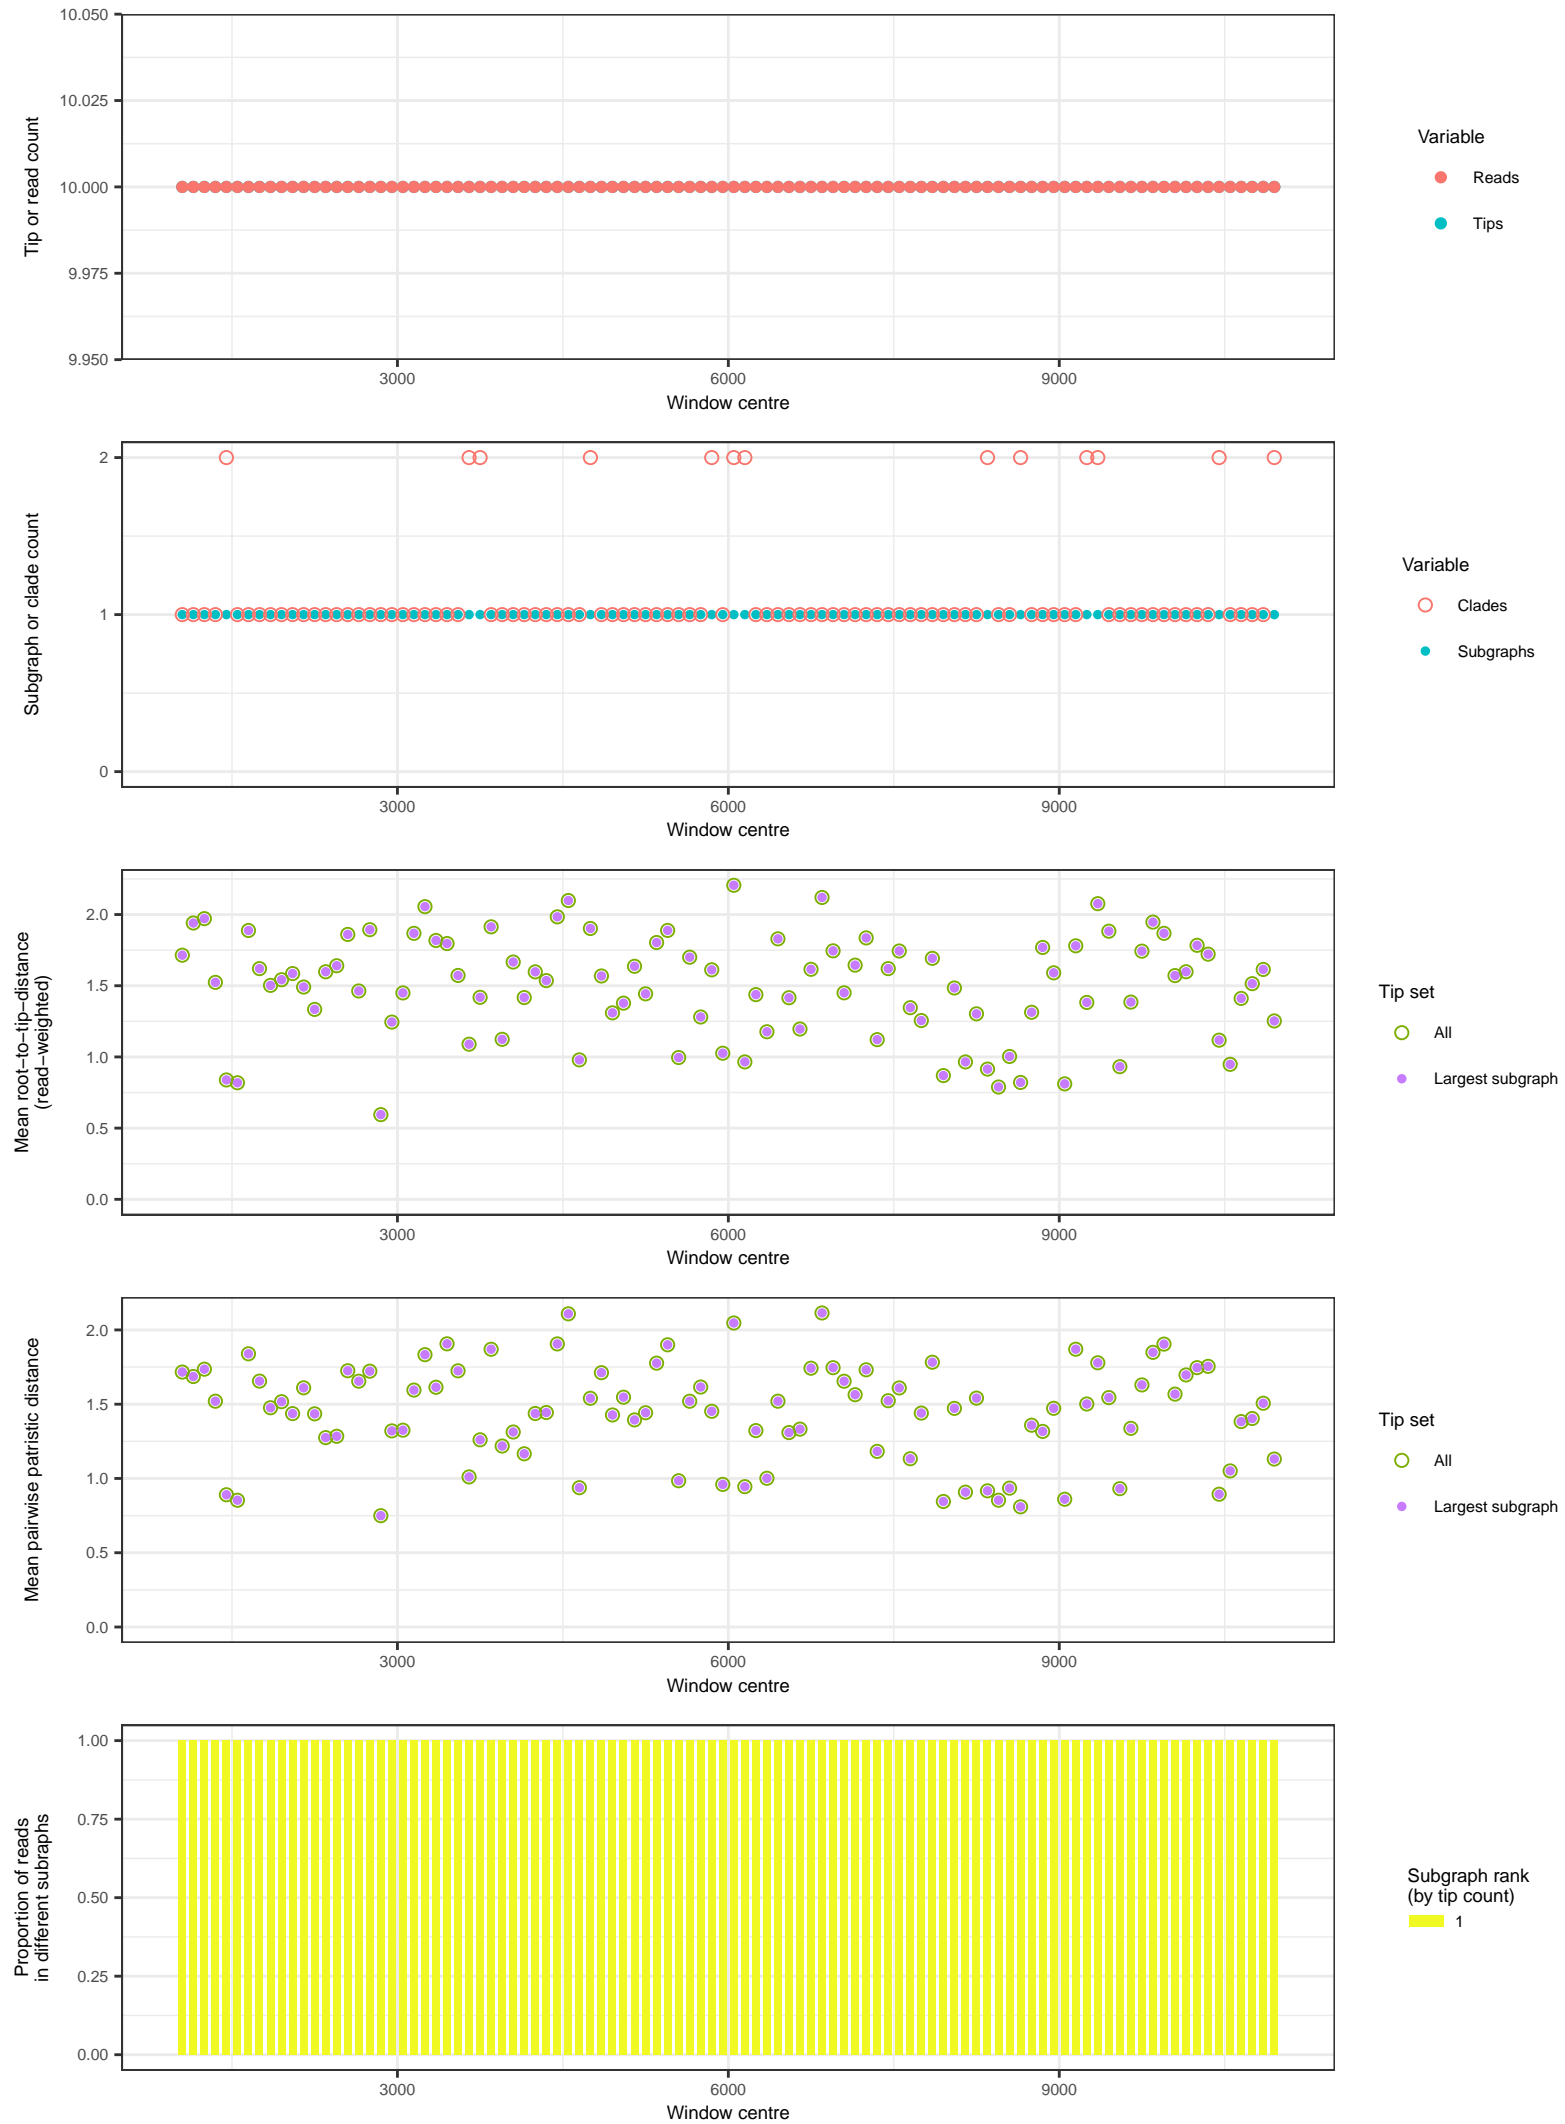 10.050
10.025
10.000
9.975
9.950
Tip or read count
3000
6000
9000
Window centre
Variable
Reads
Tips
2
1
0
Subgraph or clade count
3000
6000
9000
Window centre
Variable
Clades
Subgraphs
2.0
1.5
1.0
0.5
0.0
Mean root−to−tip−distance
(read−weighted)
3000
6000
9000
Window centre
Tip set
All
Largest subgraph
2.0
1.5
1.0
0.5
0.0
Mean pairwise patristic distance
3000
6000
9000
Window centre
Tip set
All
Largest subgraph
1.00
0.75
0.50
0.25
0.00
Proportion of reads
in different subraphs
3000
6000
9000
Window centre
Subgraph rank
(by tip count)
1